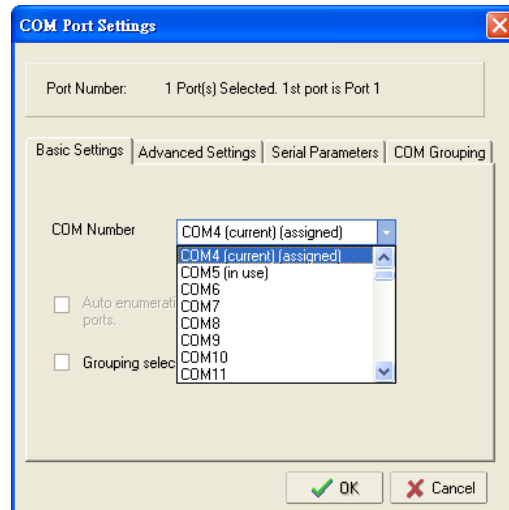 COM Port Settings
Port Number: 1 Port(s) Selected. 1st port is Port 1
Basic Settings Advanced Settings Serial Parameters COM Grouping
COM Number COM4 (current) (assigned)
COM4 (current) (assigned)
COM5 (in use)
COM6
COM7
COM8
COM9
COM10
COM11
Auto enumerati
ports.
Grouping selec
OK Cancel